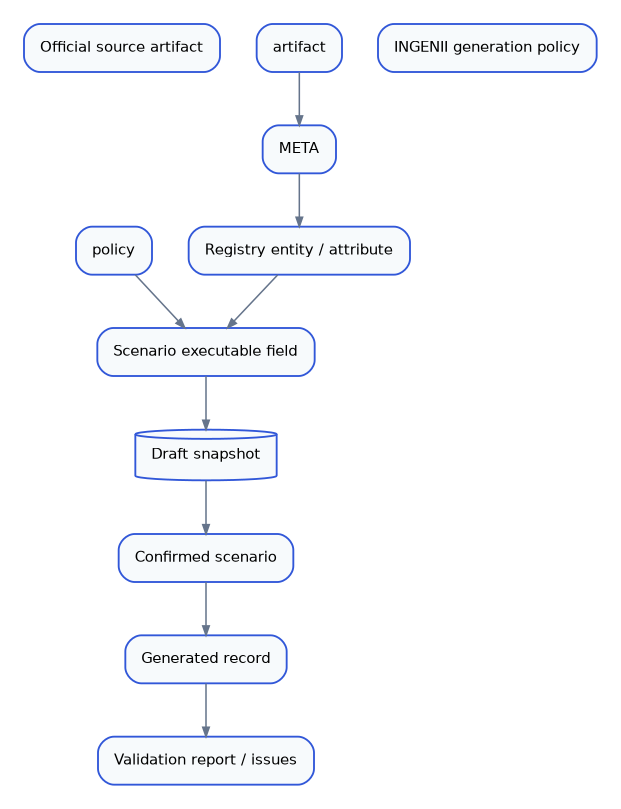 Official source artifact
artifact
INGENII generation policy
META
policy
Registry entity / attribute
Scenario executable field
Draft snapshot
Confirmed scenario
Generated record
Validation report / issues